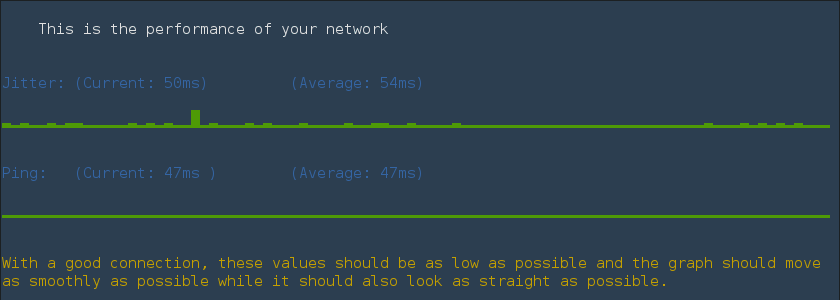 This is the performance of your network
Jitter: (Current: 50ms) (Average: 54ms)
Ping: (Current: 47ms ) (Average: 47ms)
With a good connection, these values should be as low as possible and the graph should move
as smoothly as possible while it should also look as straight as possible.